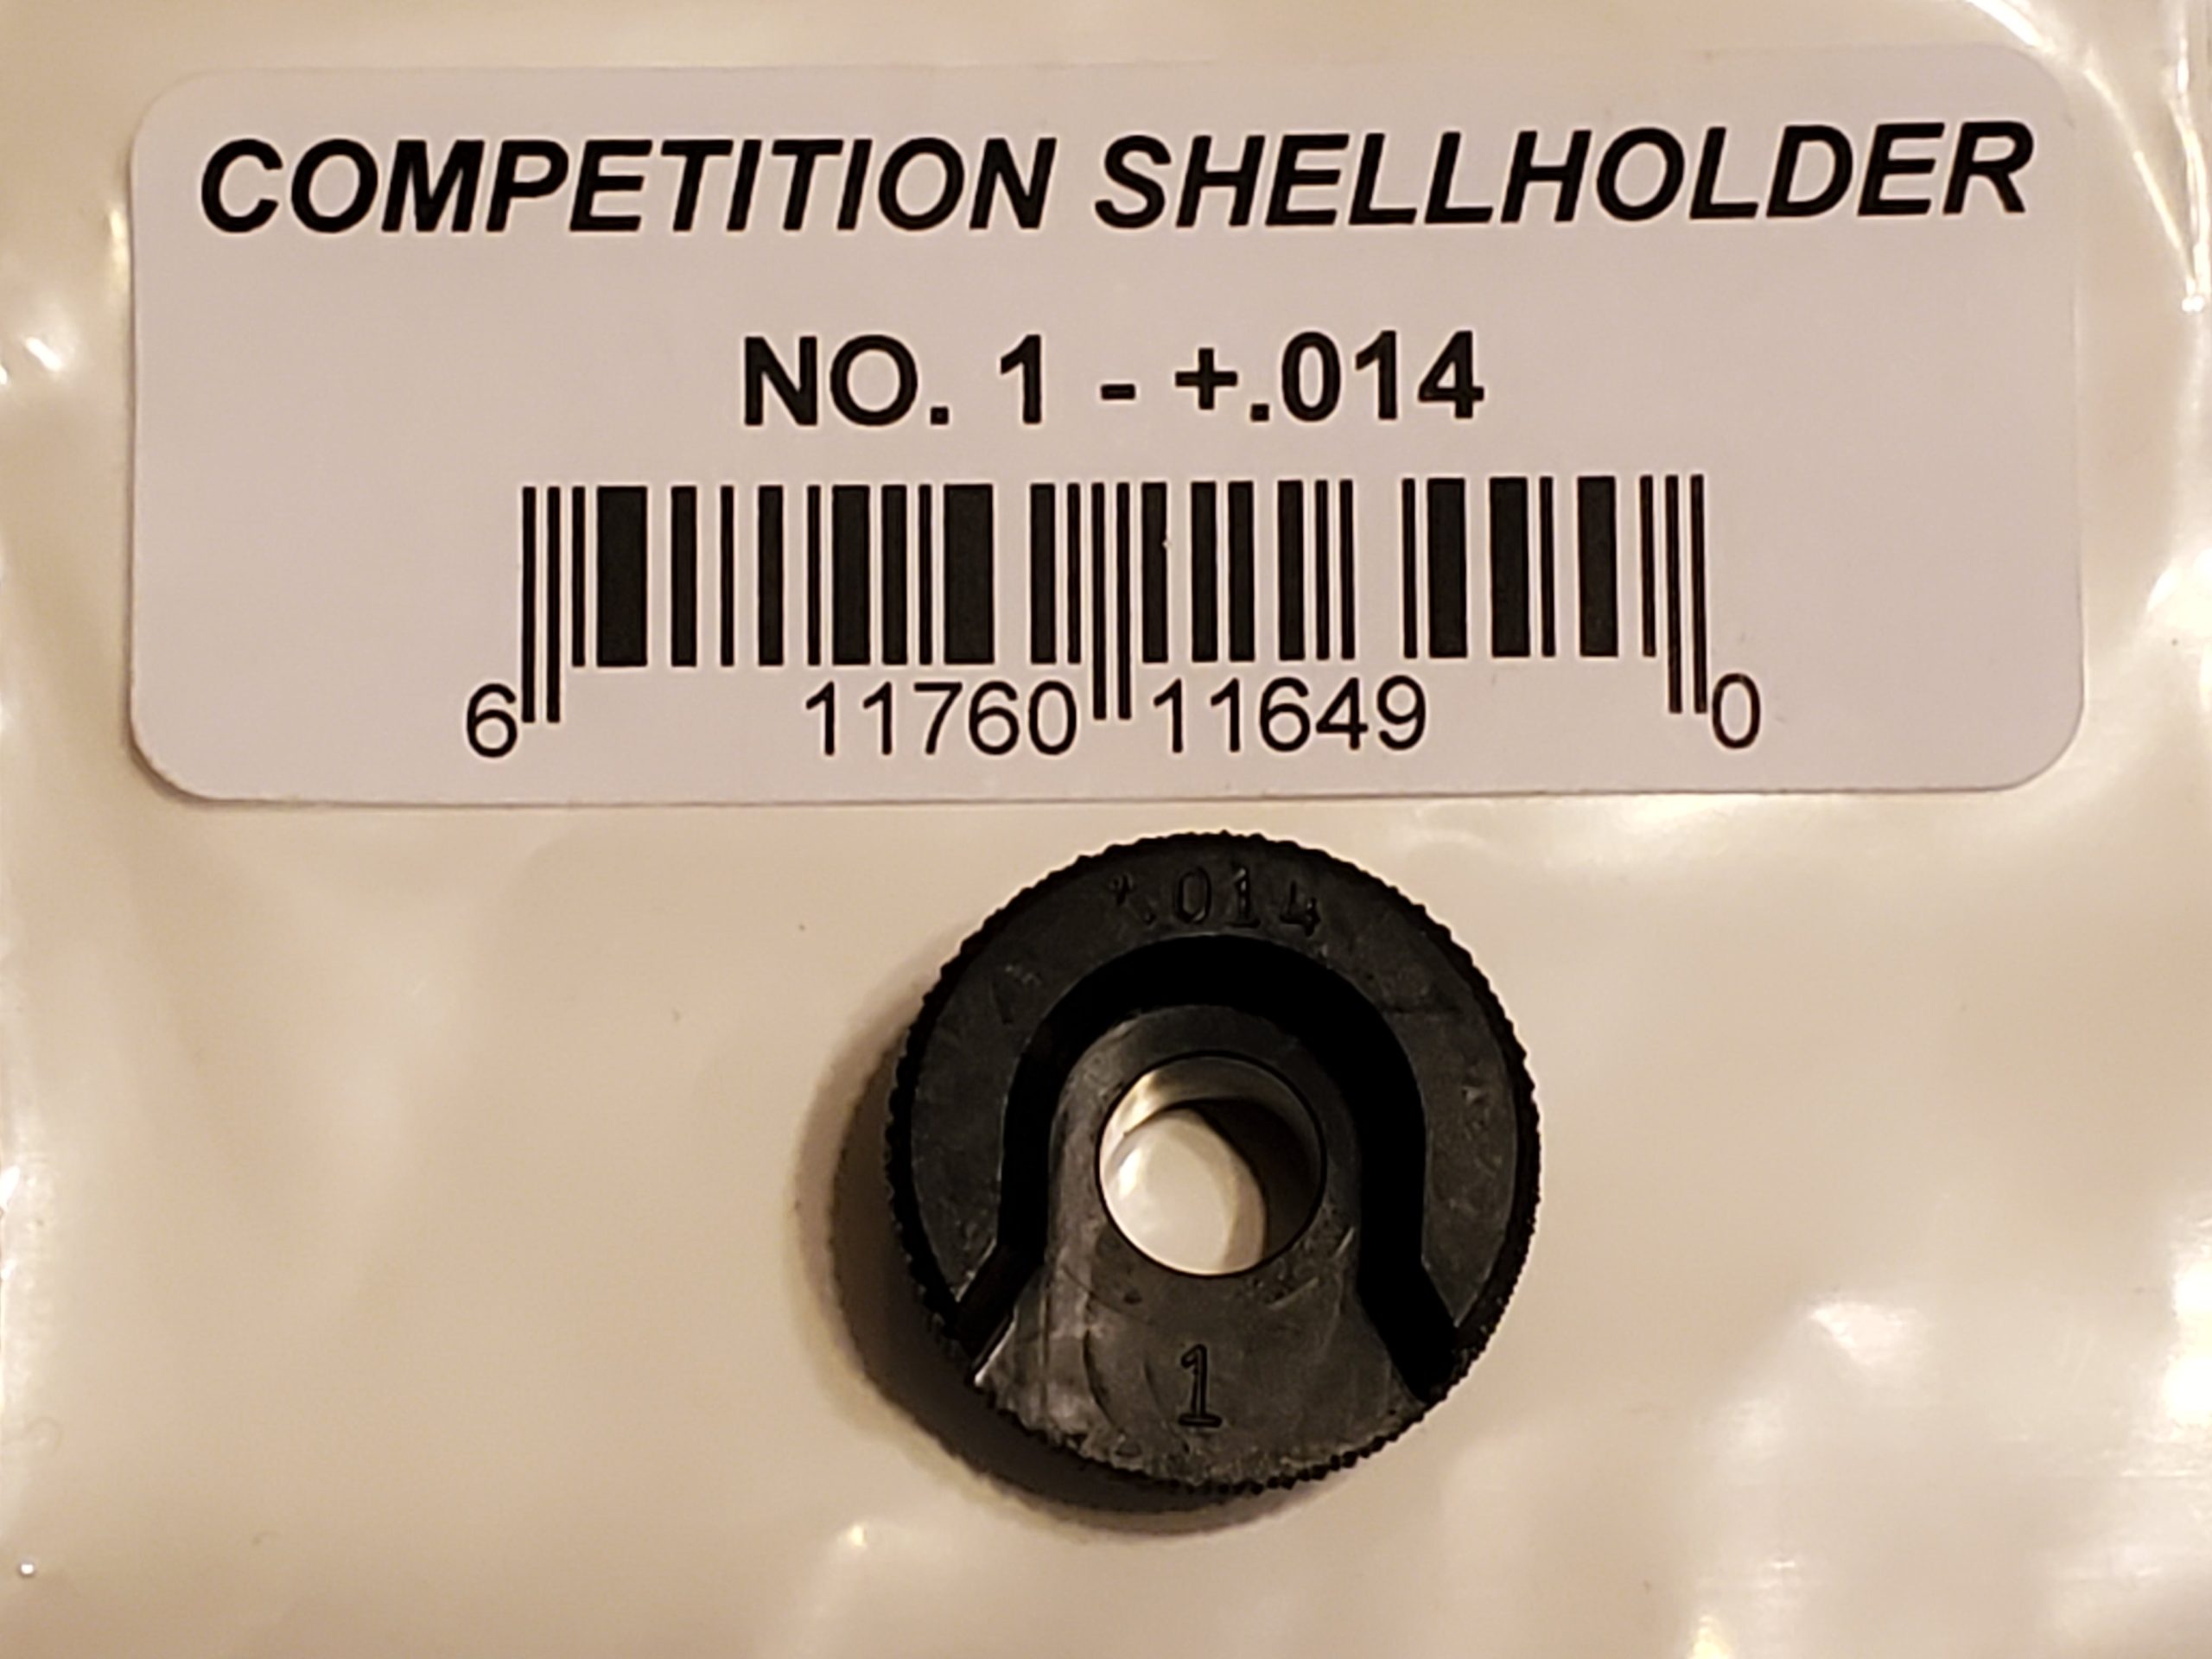 COMPETITION SHELLHOLDER
NO. 1 - +.014
6 11760 11649 0
+.014
1